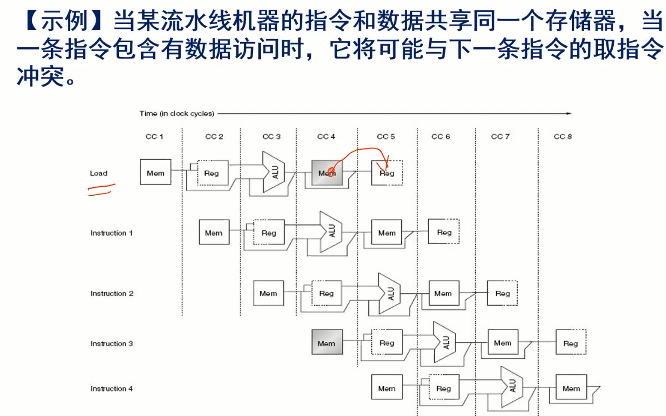 【示例】当某流水线机器的指令和数据共享同一个存储器，当
一条指令包含有数据访问时，它将可能与下一条指令的取指令
冲突。
Time (in clock cycles)
CC 1 CC 2 CC 3 CC 4 CC 5 CC 6 CC 7 CC 8
Load Mem Reg ALU Mem Reg
Instruction 1 Mem Reg ALU Mem Reg
Instruction 2 Mem Reg ALU Mem Reg
Instruction 3 Mem Reg ALU Mem Reg
Instruction 4 Mem Reg ALU Mem